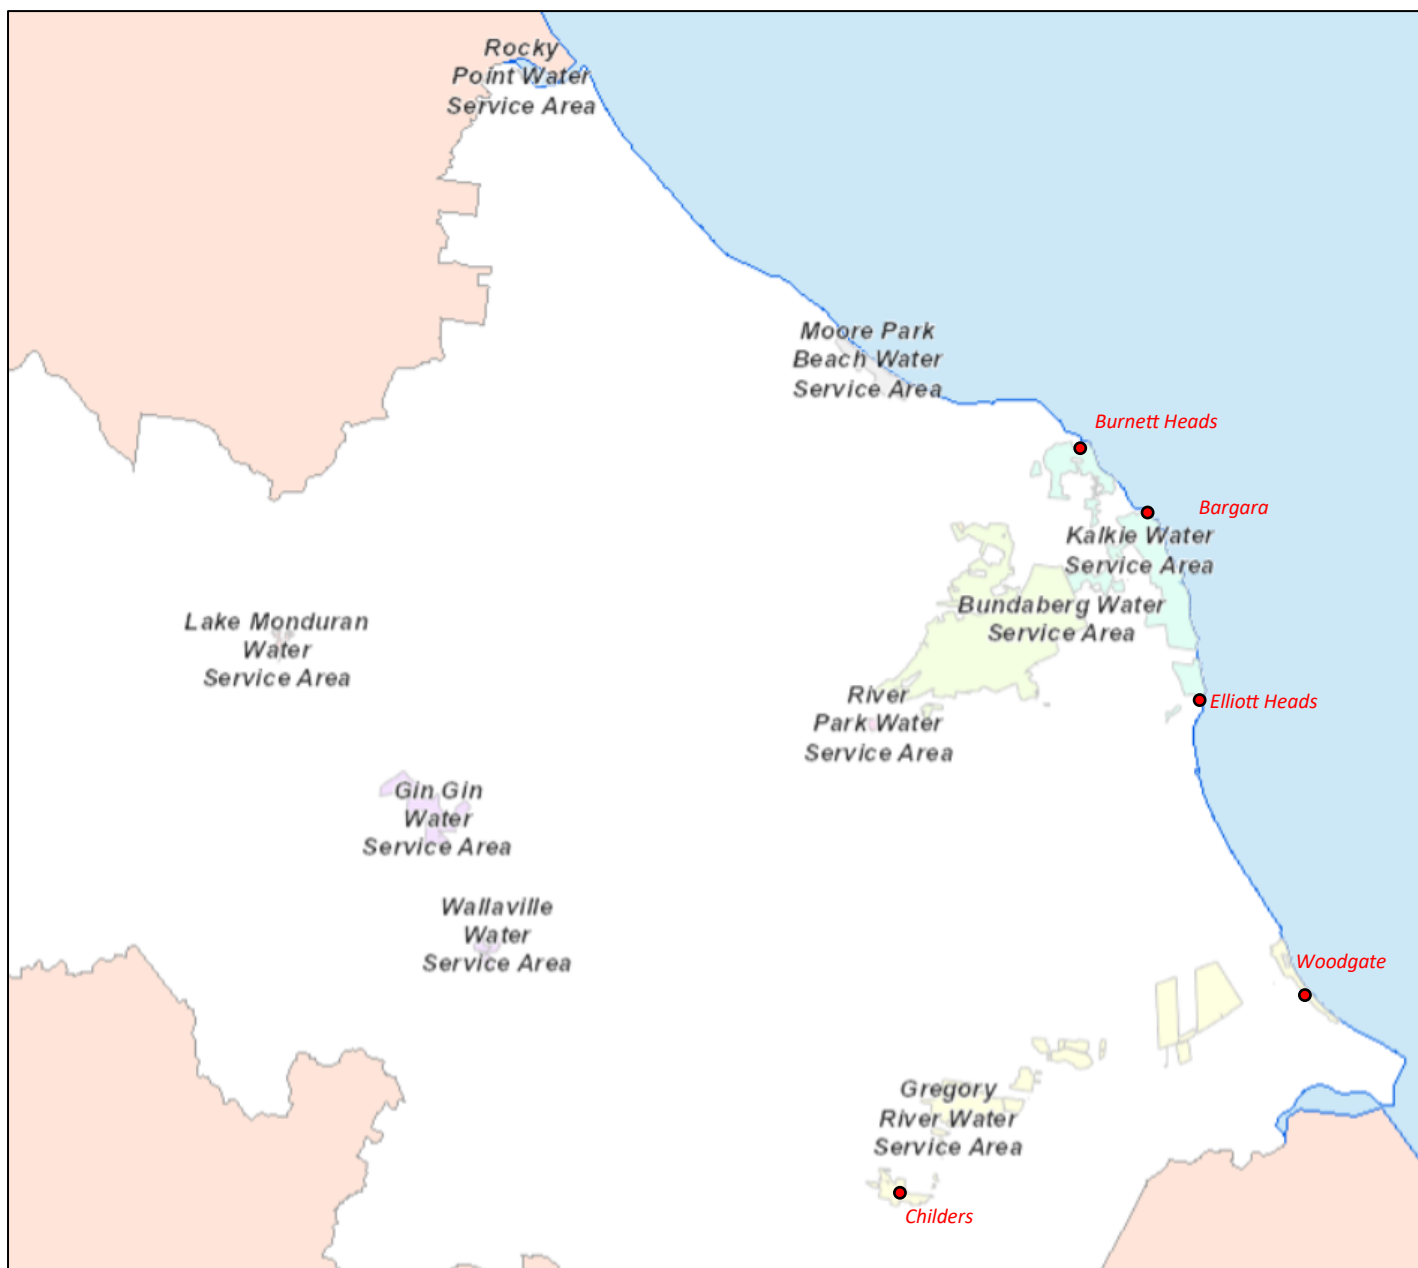 Rocky
Point Water
Service Area
Moore Park
Beach Water
Service Area
Burnett Heads
Bargara
Kalkie Water
Service Area
Bundaberg Water
Service Area
Lake Monduran
Water
Service Area
River
Park Water
Service Area
Elliott Heads
Gin Gin
Water
Service Area
Wallaville
Water
Service Area
Woodgate
Gregory
River Water
Service Area
Childers